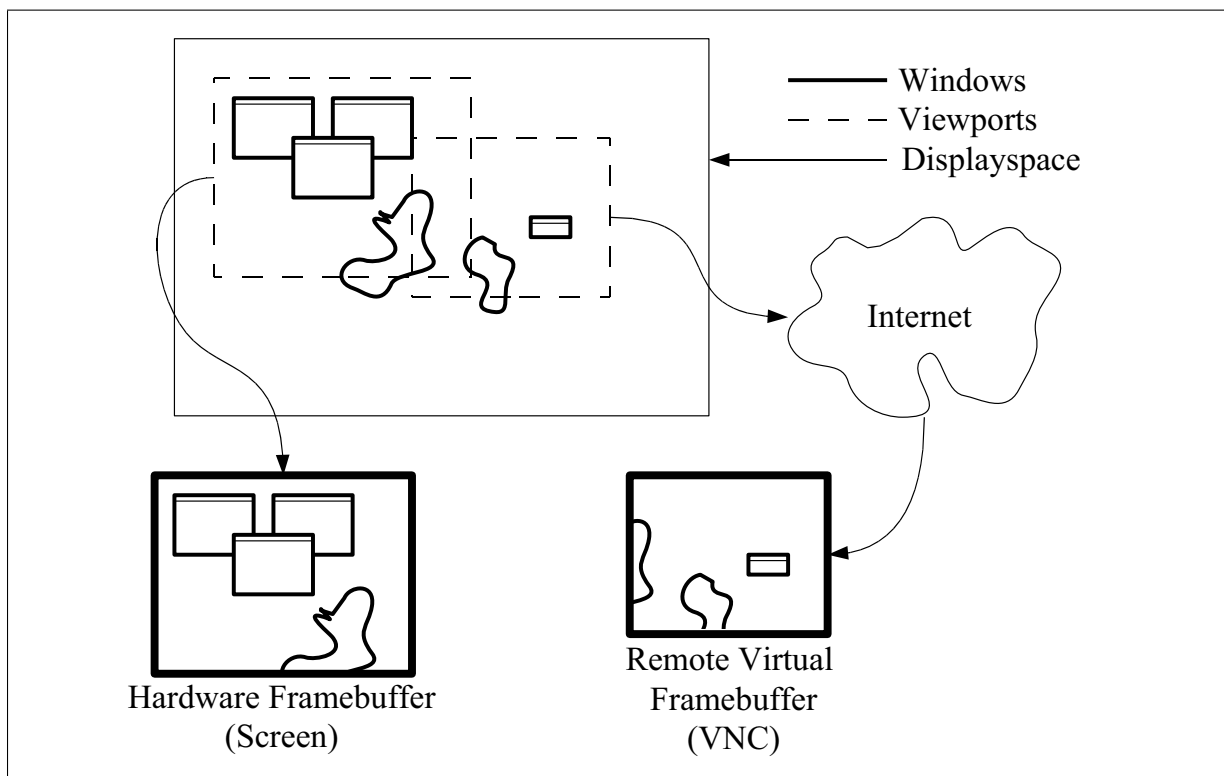 Windows
Viewports
Displayspace
Internet
Hardware Framebuffer
(Screen)
Remote Virtual
Framebuffer
(VNC)